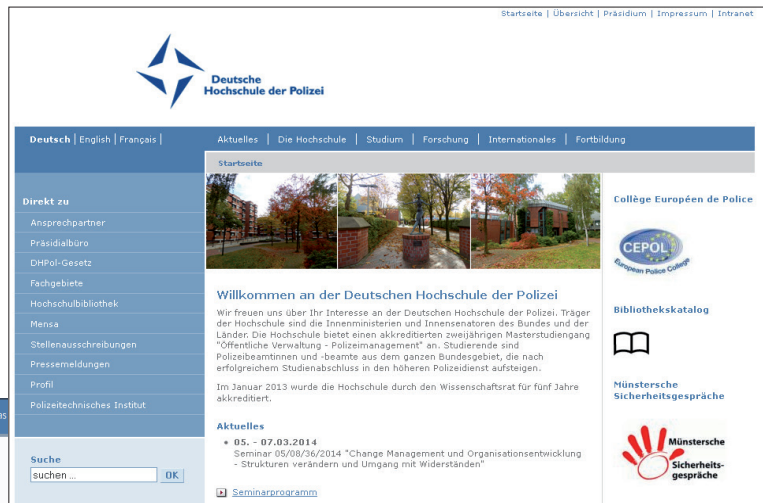 Startseite | Übersicht | Präsidium | Impressum | Intranet
Deutsche
Hochschule der Polizei
Deutsch | English | Français |
Aktuelles | Die Hochschule | Studium | Forschung | Internationales | Fortbildung
Startseite
Direkt zu
Ansprechpartner
Präsidialbüro
DHPol-Gesetz
Fachgebiete
Hochschulbibliothek
Mensa
Stellenausschreibungen
Pressemeldungen
Profil
Polizeitechnisches Institut
Suche
suchen ...
OK
Willkommen an der Deutschen Hochschule der Polizei
Wir freuen uns über Ihr Interesse an der Deutschen Hochschule der Polizei. Träger
der Hochschule sind die Innenministerien und Innensenatoren des Bundes und der
Länder. Die Hochschule bietet einen akkreditierten zweijährigen Masterstudiengang
"Öffentliche Verwaltung - Polizeimanagement" an. Studierende sind
Polizeibeamtinnen und -beamte aus dem ganzen Bundesgebiet, die nach
erfolgreichem Studienabschluss in den höheren Polizeidienst aufsteigen.
Im Januar 2013 wurde die Hochschule durch den Wissenschaftsrat für fünf Jahre
akkreditiert.
Aktuelles
• 05. - 07.03.2014
Seminar 05/08/36/2014 "Change Management und Organisationsentwicklung
- Strukturen verändern und Umgang mit Widerständen"
Seminarprogramm
Collège Européen de Police
CEPOL
European Police College
Bibliothekskatalog
Münstersche
Sicherheitsgespräche
Münstersche
Sicherheits-
gespräche